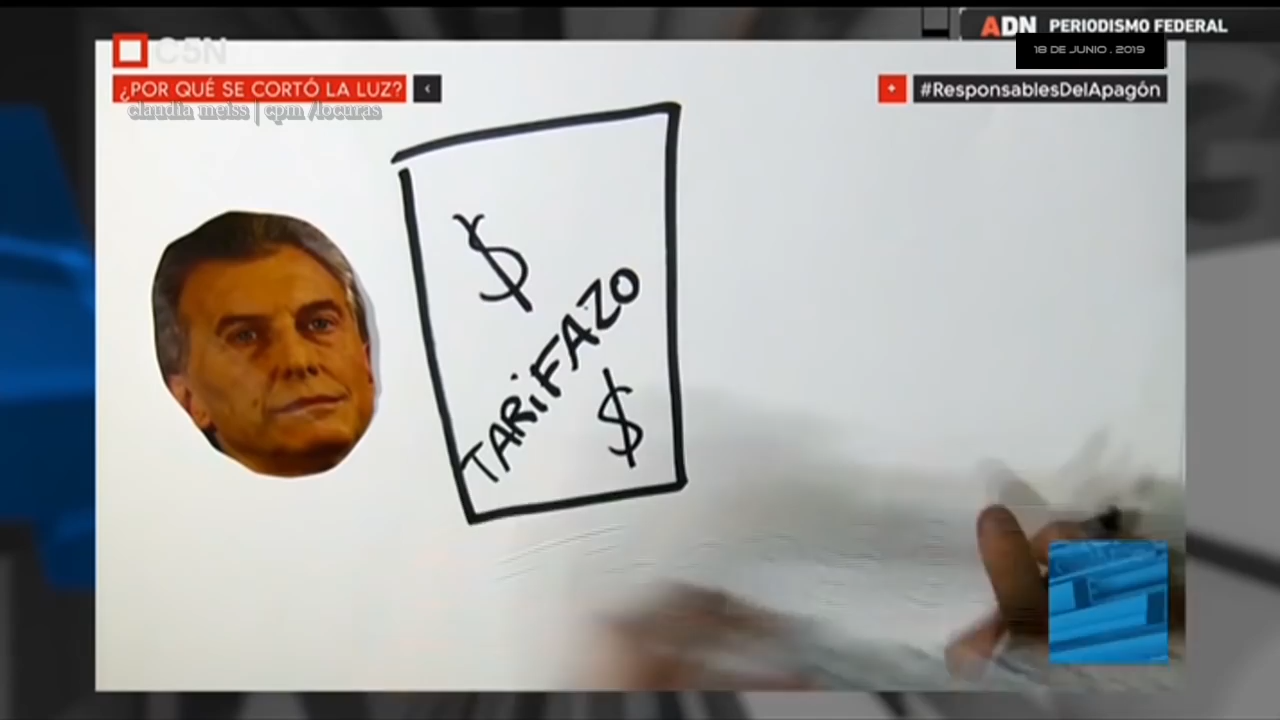 ADN PERIODISMO FEDERAL
18 DE JUNIO . 2019
C5N
¿POR QUÉ SE CORTÓ LA LUZ?
#ResponsablesDelApagón
claudia meiss | cpm /locuras
$
TARiFAZO
$